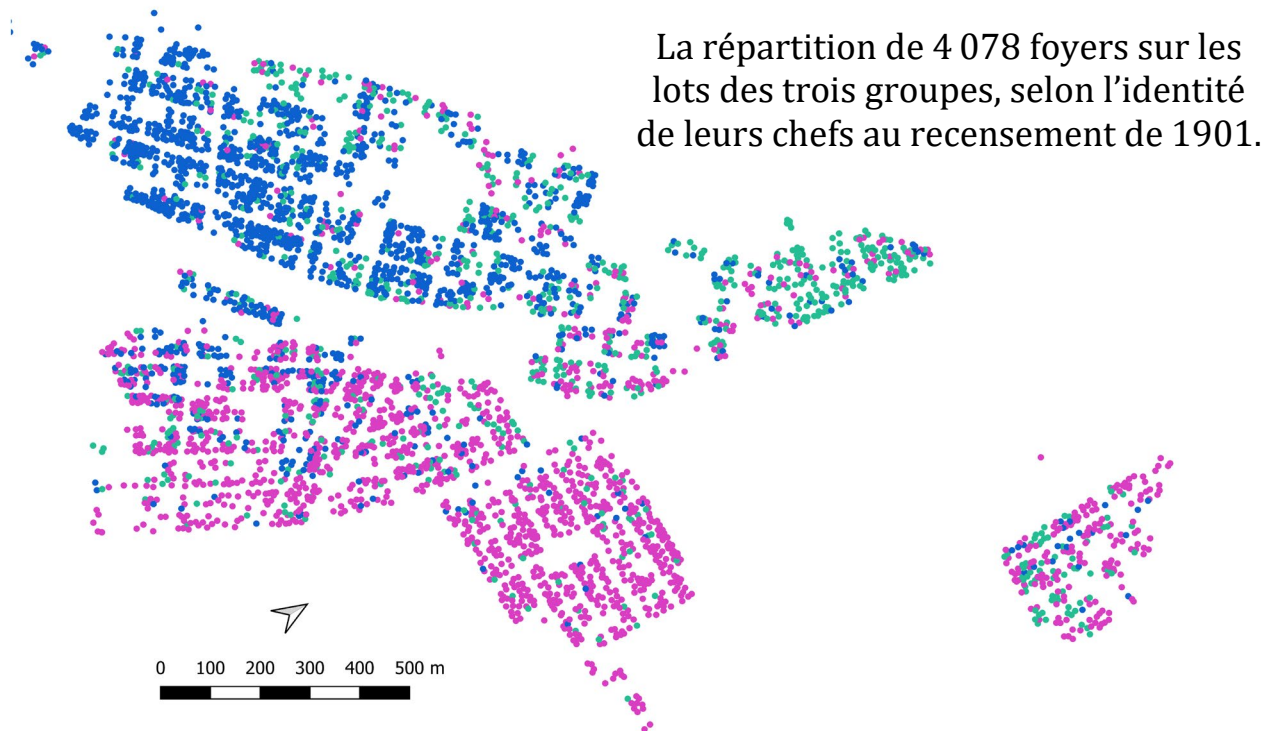 La répartition de 4 078 foyers sur les
lots des trois groupes, selon l’identité
de leurs chefs au recensement de 1901.
0 100 200 300 400 500 m